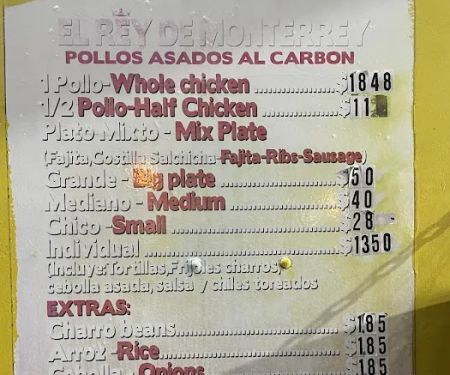 EL REY DE MONTERREY
POLLOS ASADOS AL CARBON
1 Pollo-Whole chicken ............ $1848
1/2 Pollo-Half Chicken ............ $11
Plato Mixto - Mix Plate
(Fajita,Costilla, Salchicha-Fajita-Ribs-Sausage)
Grande - Big plate ............ $50
Mediano - Medium ............ $40
Chico -Small ............ $28
Individual ............ $1350
(Incluye:Tortillas,Frijoles charros,
cebolla asada, salsa y chiles toreados
EXTRAS:
Charro beans............ $185
Arroz -Rice............ $185
Cebolla - Onions ............ $185